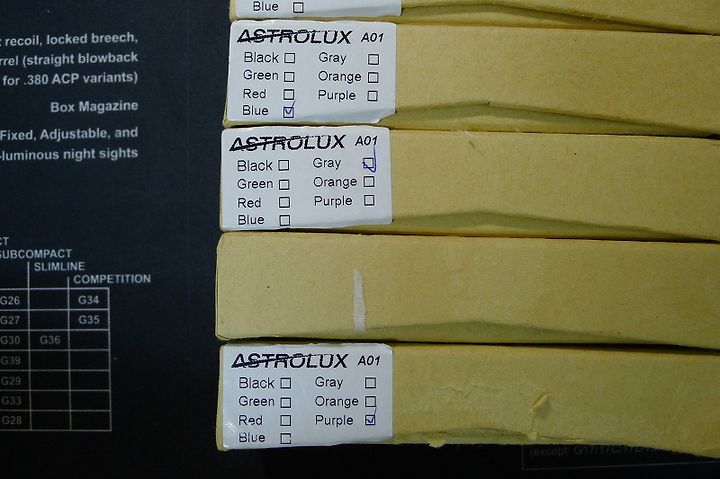 Blue
recoil, locked breech,
rel (straight blowback
for .380 ACP variants)
Box Magazine
Fixed, Adjustable, and
-luminous night sights
CT
SUBCOMPACT
SLIMLINE
COMPETITION
G26 G34
G27 G35
G30 G36
G39
G29
G33
G28
ASTROLUX A01
Black Gray
Green Orange
Red Purple
Blue
ASTROLUX A01
Black Gray
Green Orange
Red Purple
Blue
ASTROLUX A01
Black Gray
Green Orange
Red Purple
Blue
(except